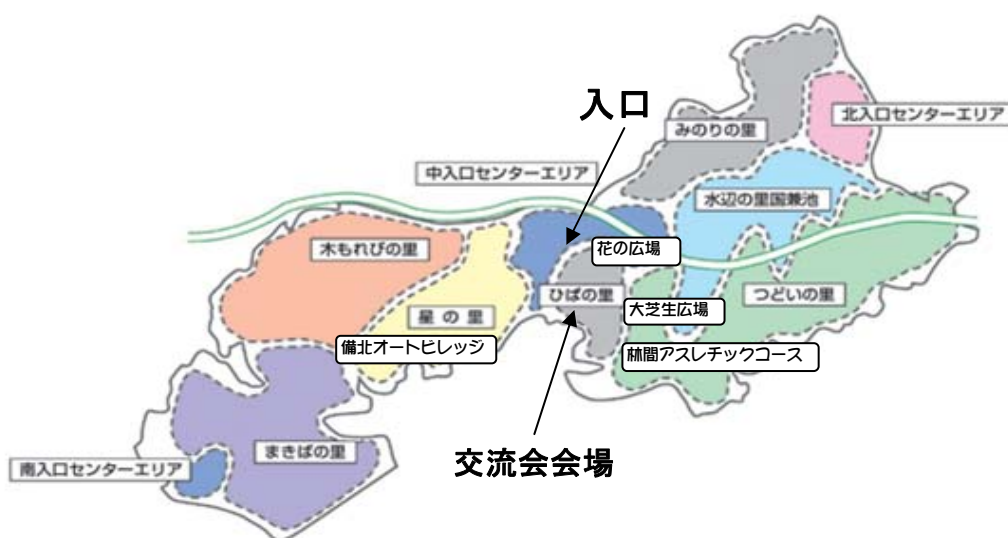 入口
みのりの里
北入口センターエリア
中入口センターエリア
水辺の里国兼池
木もれびの里
花の広場
ひばの里
つどいの里
大芝生広場
星の里
備北オートビレッジ
林間アスレチックコース
まきばの里
交流会会場
南入口センターエリア